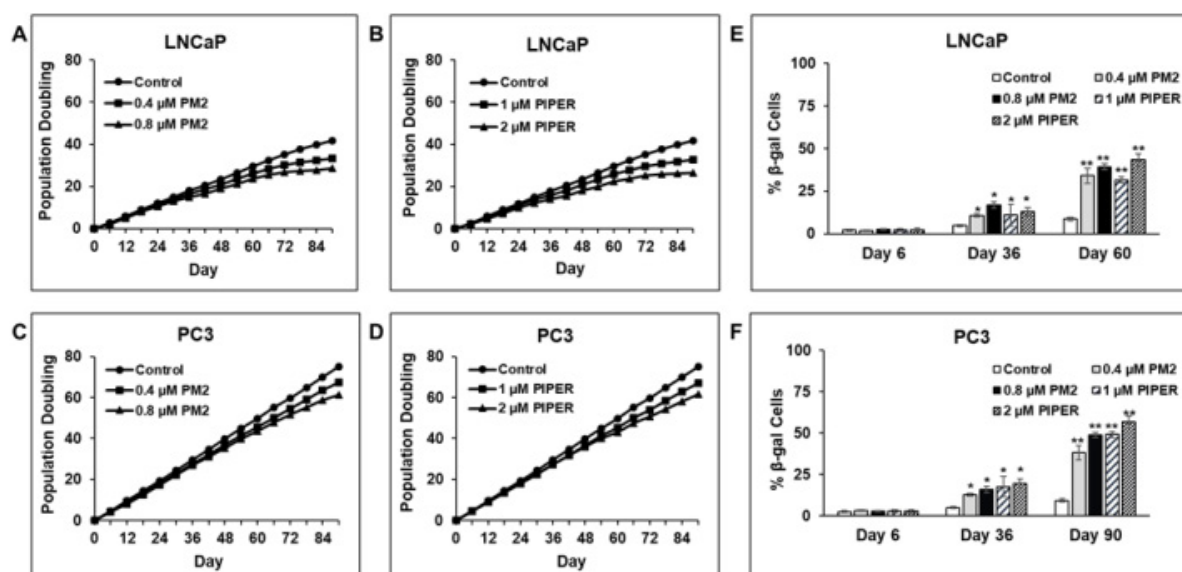 A
LNCaP
Population Doubling
80
60
40
20
0
Control
0.4 µM PM2
0.8 µM PM2
0 12 24 36 48 60 72 84
Day
B
LNCaP
Population Doubling
80
60
40
20
0
Control
1 µM PIPER
2 µM PIPER
0 12 24 36 48 60 72 84
Day
E
LNCaP
% β-gal Cells
100
75
50
25
0
Control 0.4 µM PM2
0.8 µM PM2 1 µM PIPER
2 µM PIPER
* * * *
** ** ** **
Day 6 Day 36 Day 60
C
PC3
Population Doubling
80
60
40
20
0
Control
0.4 µM PM2
0.8 µM PM2
0 12 24 36 48 60 72 84
Day
D
PC3
Population Doubling
80
60
40
20
0
Control
1 µM PIPER
2 µM PIPER
0 12 24 36 48 60 72 84
Day
F
PC3
% β-gal Cells
100
75
50
25
0
Control 0.4 µM PM2
0.8 µM PM2 1 µM PIPER
2 µM PIPER
* * * *
** ** ** **
Day 6 Day 36 Day 90